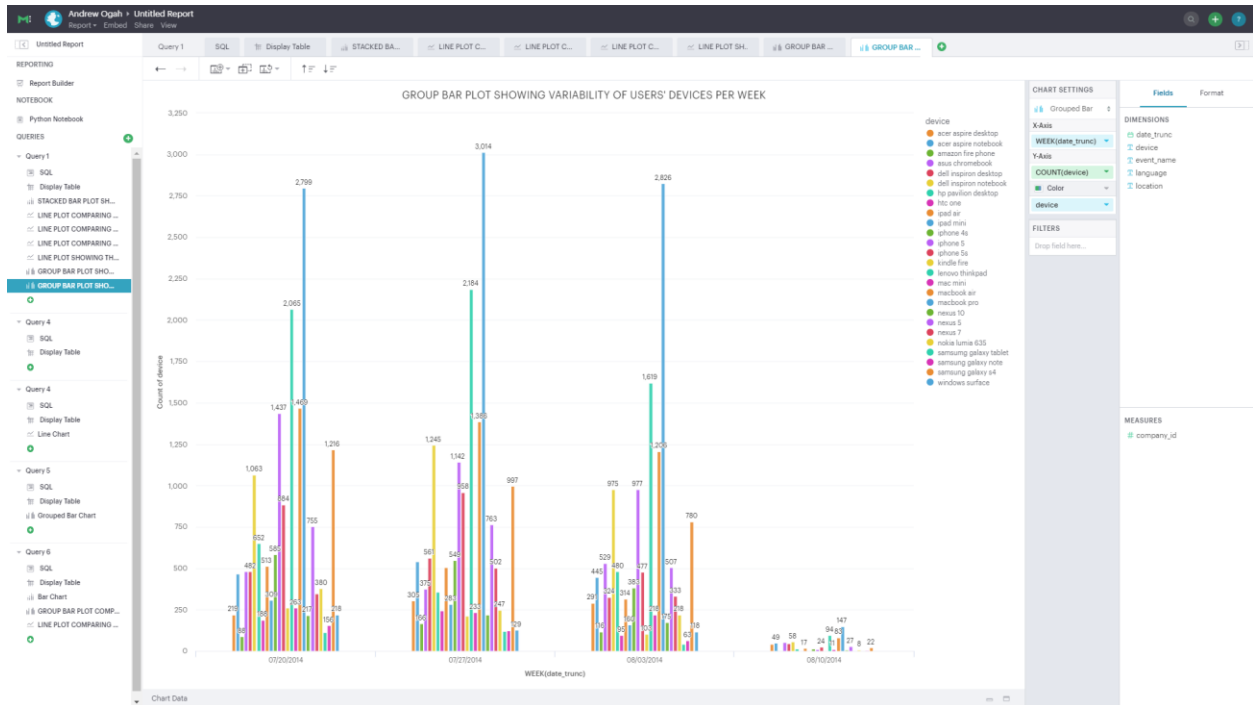 Andrew Ogah › Untitled Report
Report Embed Share View
Untitled Report
REPORTING
Report Builder
NOTEBOOK
Python Notebook
QUERIES
Query 1
SQL
Display Table
STACKED BAR PLOT SH...
LINE PLOT COMPARING ...
LINE PLOT COMPARING ...
LINE PLOT COMPARING ...
LINE PLOT SHOWING TH...
GROUP BAR PLOT SHO...
GROUP BAR PLOT SHO...
Query 4
SQL
Display Table
Query 4
SQL
Display Table
Line Chart
Query 5
SQL
Display Table
Grouped Bar Chart
Query 6
SQL
Display Table
Bar Chart
GROUP BAR PLOT COMP...
LINE PLOT COMPARING ...
Query 1 SQL Display Table STACKED BA... LINE PLOT C... LINE PLOT C... LINE PLOT C... LINE PLOT SH.. GROUP BAR ... GROUP BAR ...
GROUP BAR PLOT SHOWING VARIABILITY OF USERS' DEVICES PER WEEK
Count of device
3,250
3,000
2,750
2,500
2,250
2,000
1,750
1,500
1,250
1,000
750
500
250
0
219 1,063 652 513 1,437 2,065 1,469 2,799 755 380 1,216
1,245 1,142 2,184 3,014 763 502 997
445 529 975 480 314 977 477 1,619 2,826 507 780
49 58 17 24 94 147 27 8 22
07/20/2014 07/27/2014 08/03/2014 08/10/2014
WEEK(date_trunc)
Chart Data
device
acer aspire desktop
acer aspire notebook
amazon fire phone
asus chromebook
dell inspiron desktop
dell inspiron notebook
hp pavilion desktop
htc one
ipad air
ipad mini
iphone 4s
iphone 5
iphone 5s
kindle fire
lenovo thinkpad
mac mini
macbook air
macbook pro
nexus 10
nexus 5
nexus 7
nokia lumia 635
samsumg galaxy tablet
samsung galaxy note
samsung galaxy s4
windows surface
CHART SETTINGS
Grouped Bar
X-Axis
WEEK(date_trunc)
Y-Axis
COUNT(device)
Color
device
FILTERS
Drop field here...
Fields Format
DIMENSIONS
date_trunc
device
event_name
language
location
MEASURES
company_id